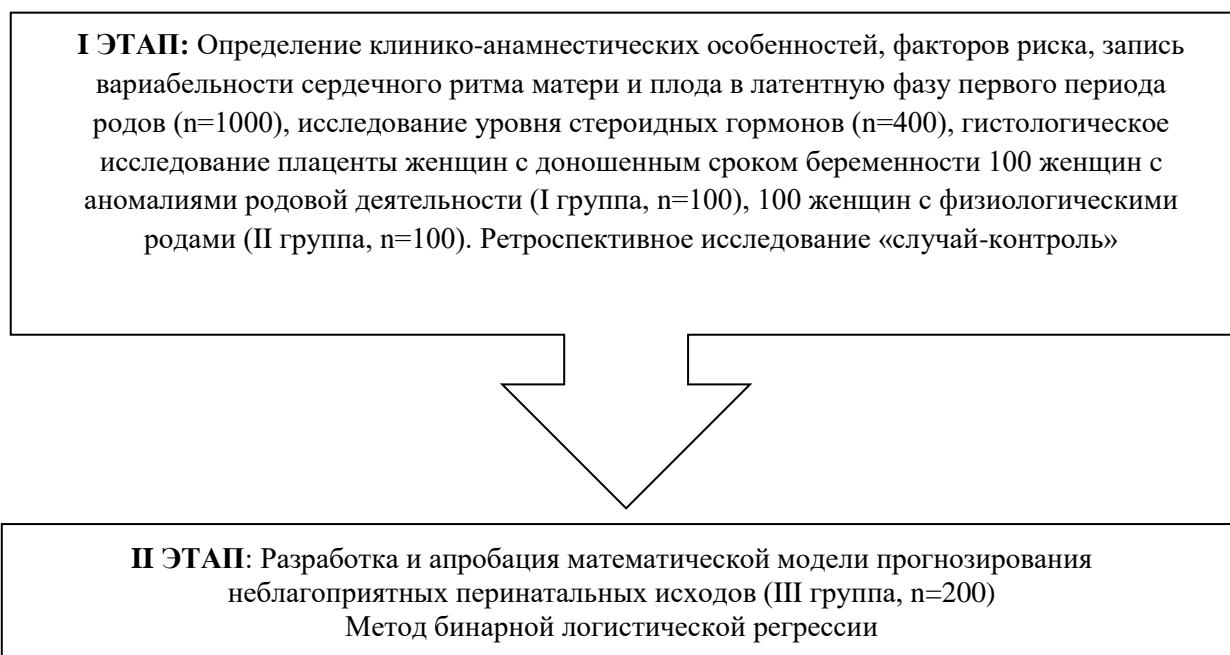 I ЭТАП: Определение клинико-анамнестических особенностей, факторов риска, запись
вариабельности сердечного ритма матери и плода в латентную фазу первого периода
родов (n=1000), исследование уровня стероидных гормонов (n=400), гистологическое
исследование плаценты женщин с доношенным сроком беременности 100 женщин с
аномалиями родовой деятельности (I группа, n=100), 100 женщин с физиологическими
родами (II группа, n=100). Ретроспективное исследование «случай-контроль»
II ЭТАП: Разработка и апробация математической модели прогнозирования
неблагоприятных перинатальных исходов (III группа, n=200)
Метод бинарной логистической регрессии